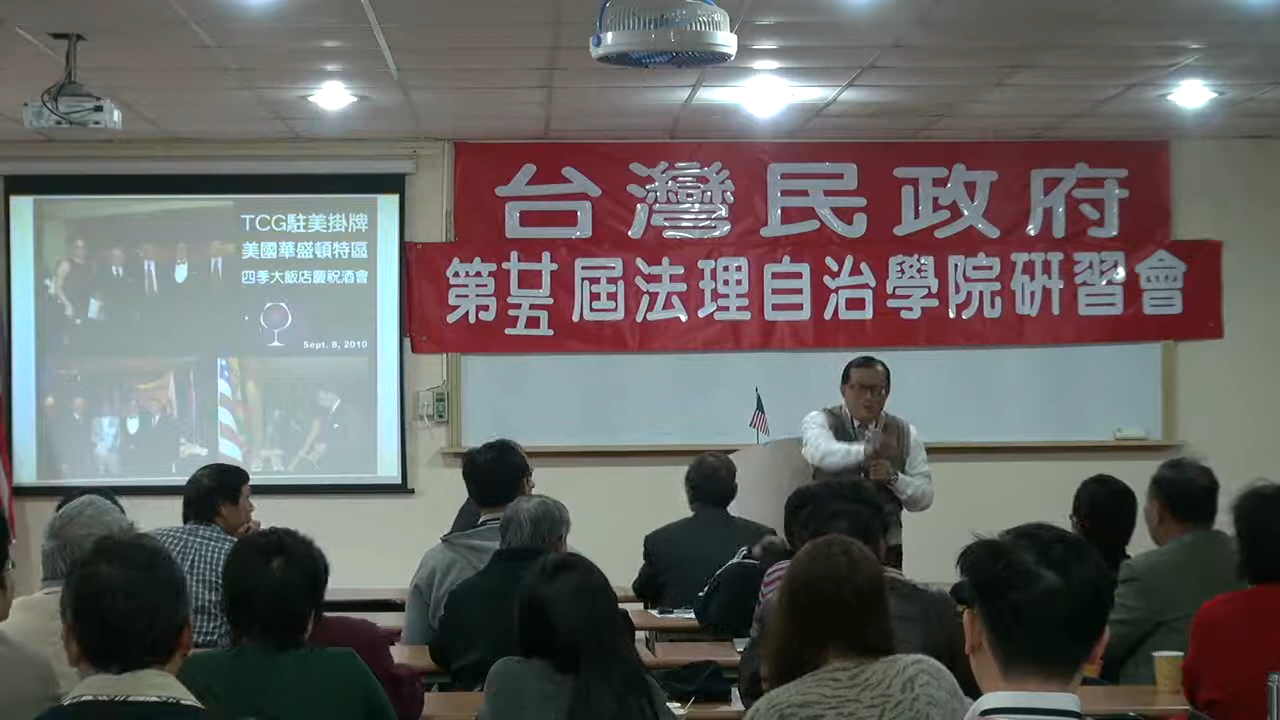 台灣民政府
第廿五屆法理自治學院研習會
TCG駐美掛牌
美國華盛頓特區
四季大飯店慶祝酒會
Sept. 8, 2010